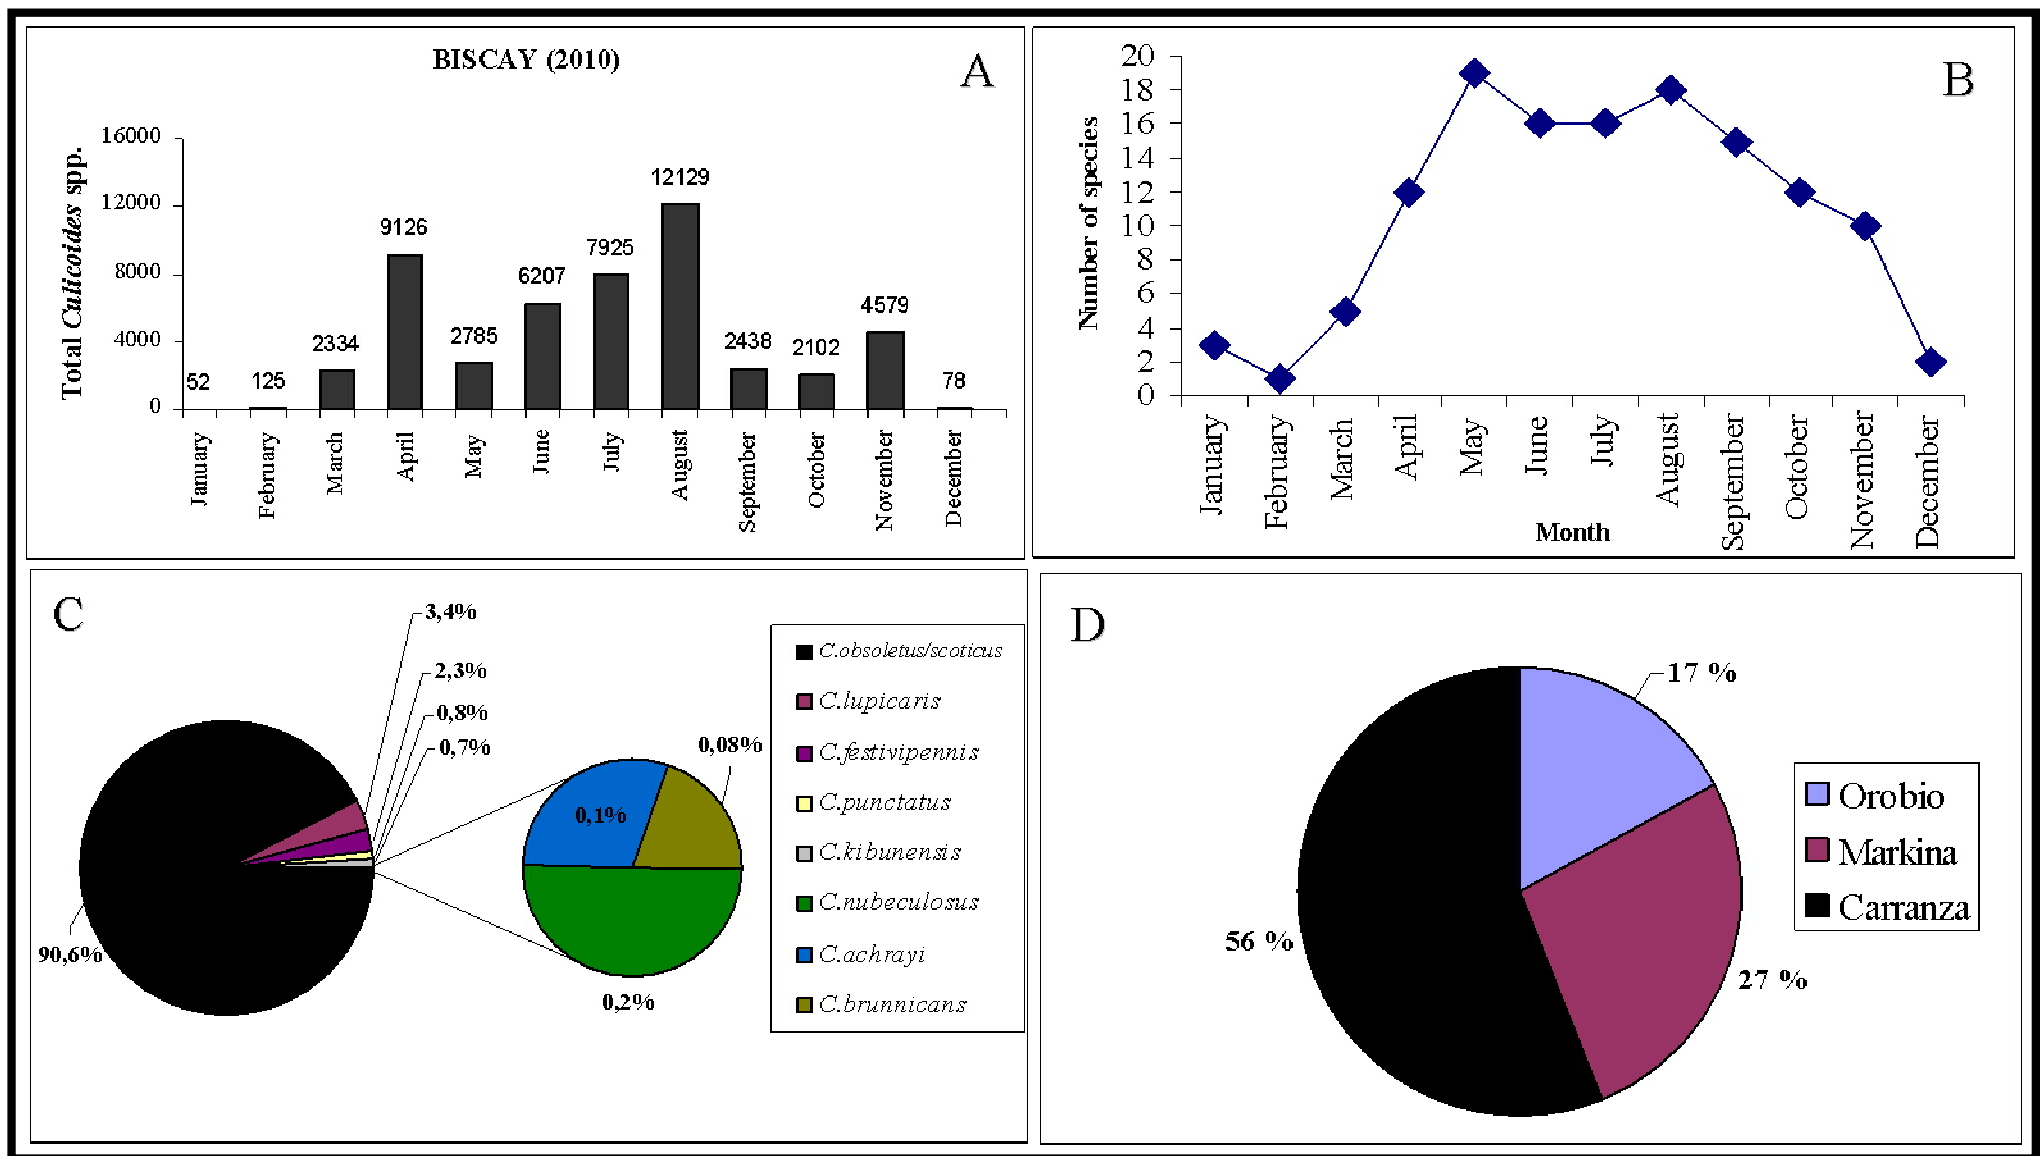 BISCAY (2010)
A
Total Culicoides spp.
16000
12000
8000
4000
0
52
125
2334
9126
2785
6207
7925
12129
2438
2102
4579
78
January
February
March
April
May
June
July
August
September
October
November
December
B
Number of species
20
18
16
14
12
10
8
6
4
2
0
January
February
March
April
May
June
July
August
September
October
November
December
Month
C
3,4%
2,3%
0,8%
0,7%
90,6%
0,08%
0,1%
0,2%
C.obsoletus/scoticus
C.lupicaris
C.festivipennis
C.punctatus
C.kibunensis
C.nubeculosus
C.achrayi
C.brunnicans
D
17 %
56 %
27 %
Orobio
Markina
Carranza